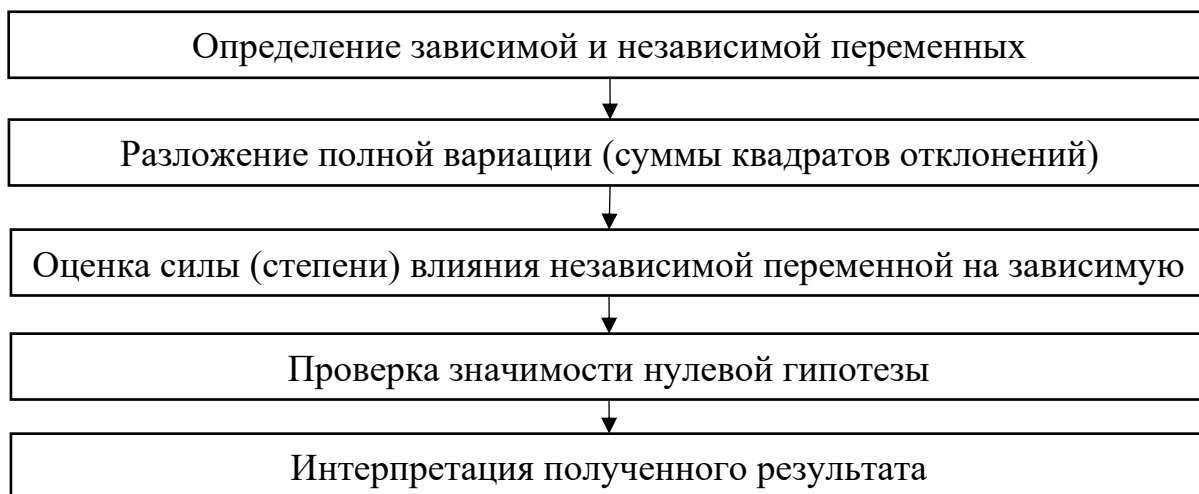 Определение зависимой и независимой переменных
Разложение полной вариации (суммы квадратов отклонений)
Оценка силы (степени) влияния независимой переменной на зависимую
Проверка значимости нулевой гипотезы
Интерпретация полученного результата